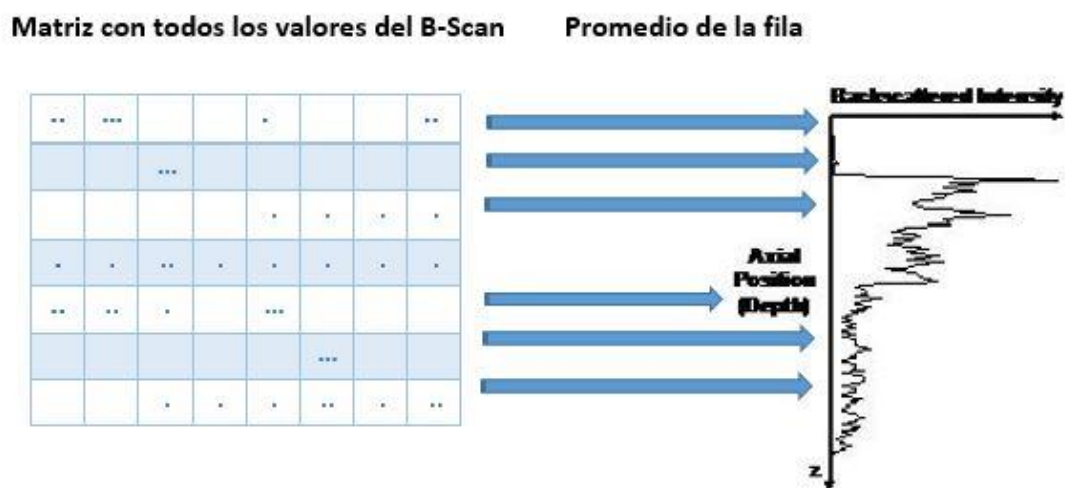 Matriz con todos los valores del B-Scan
Promedio de la fila
Backscattered Intensity
Axial
Position
(Depth)
z